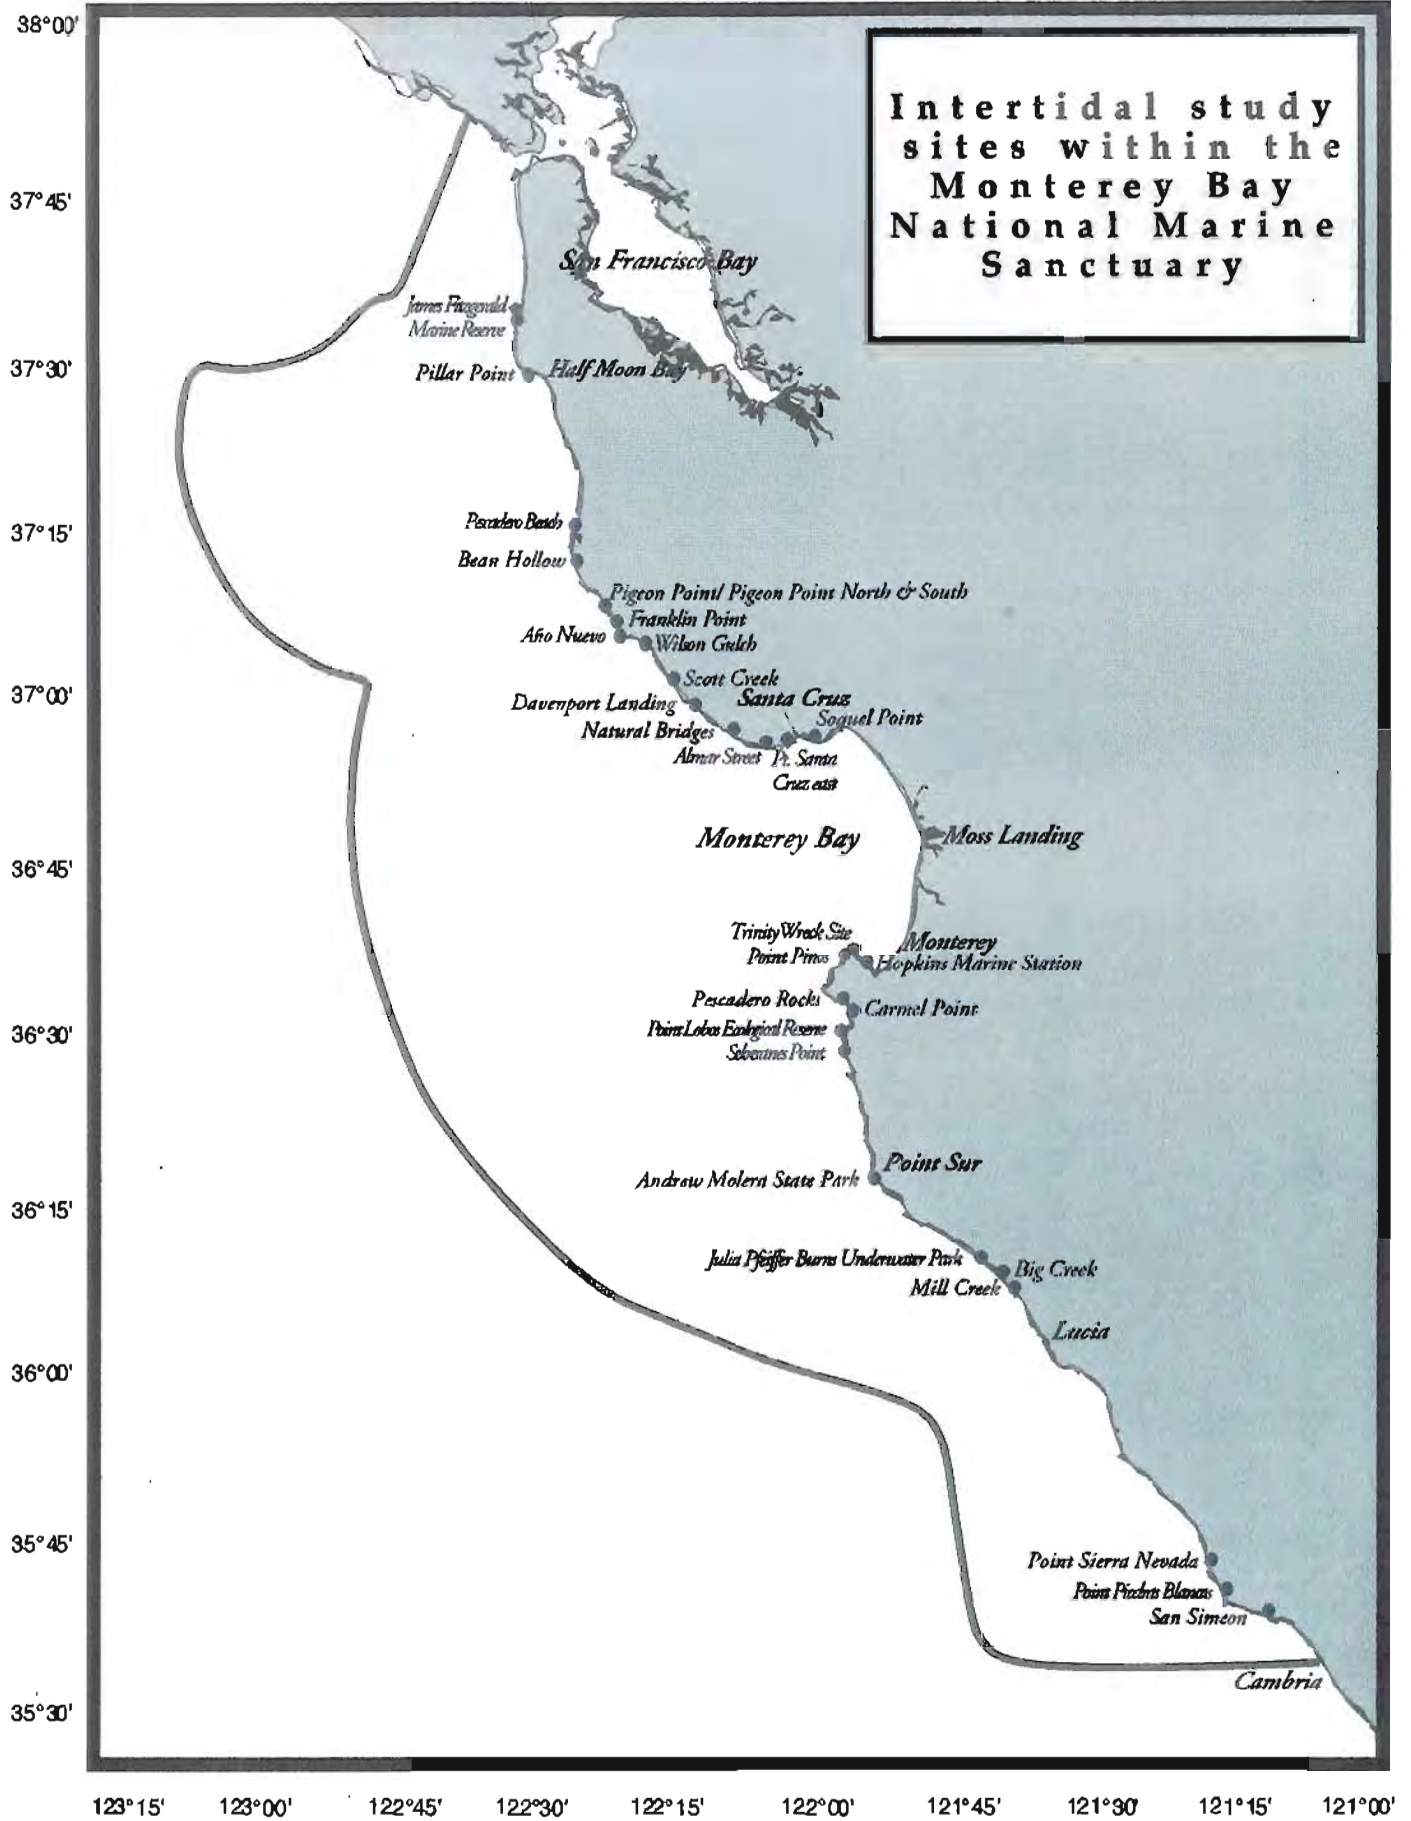 38°00'
Intertidal study
sites within the
Monterey Bay
National Marine
Sanctuary
37°45'
San Francisco Bay
James Fitzgerald
Marine Reserve
37°30'
Pillar Point
Half Moon Bay
Pescadero Beach
37°15'
Bean Hollow
Pigeon Point/ Pigeon Point North & South
Franklin Point
Año Nuevo
Wilson Gulch
Scott Creek
37°00'
Santa Cruz
Davenport Landing
Soquel Point
Natural Bridges
Almar Street
Pt. Santa
Cruz east
Monterey Bay
Moss Landing
36°45'
Trinity Wreck Site
Monterey
Point Pinos
Hopkins Marine Station
Pescadero Rocks
Carmel Point
36°30'
Point Lobos Ecological Reserve
Soberanes Point
Point Sur
Andrew Molera State Park
36°15'
Julia Pfeiffer Burns Underwater Park
Big Creek
Mill Creek
Lucia
36°00'
35°45'
Point Sierra Nevada
Point Piedras Blancas
San Simeon
Cambria
35°30'
123°15' 123°00' 122°45' 122°30' 122°15' 122°00' 121°45' 121°30' 121°15' 121°00'